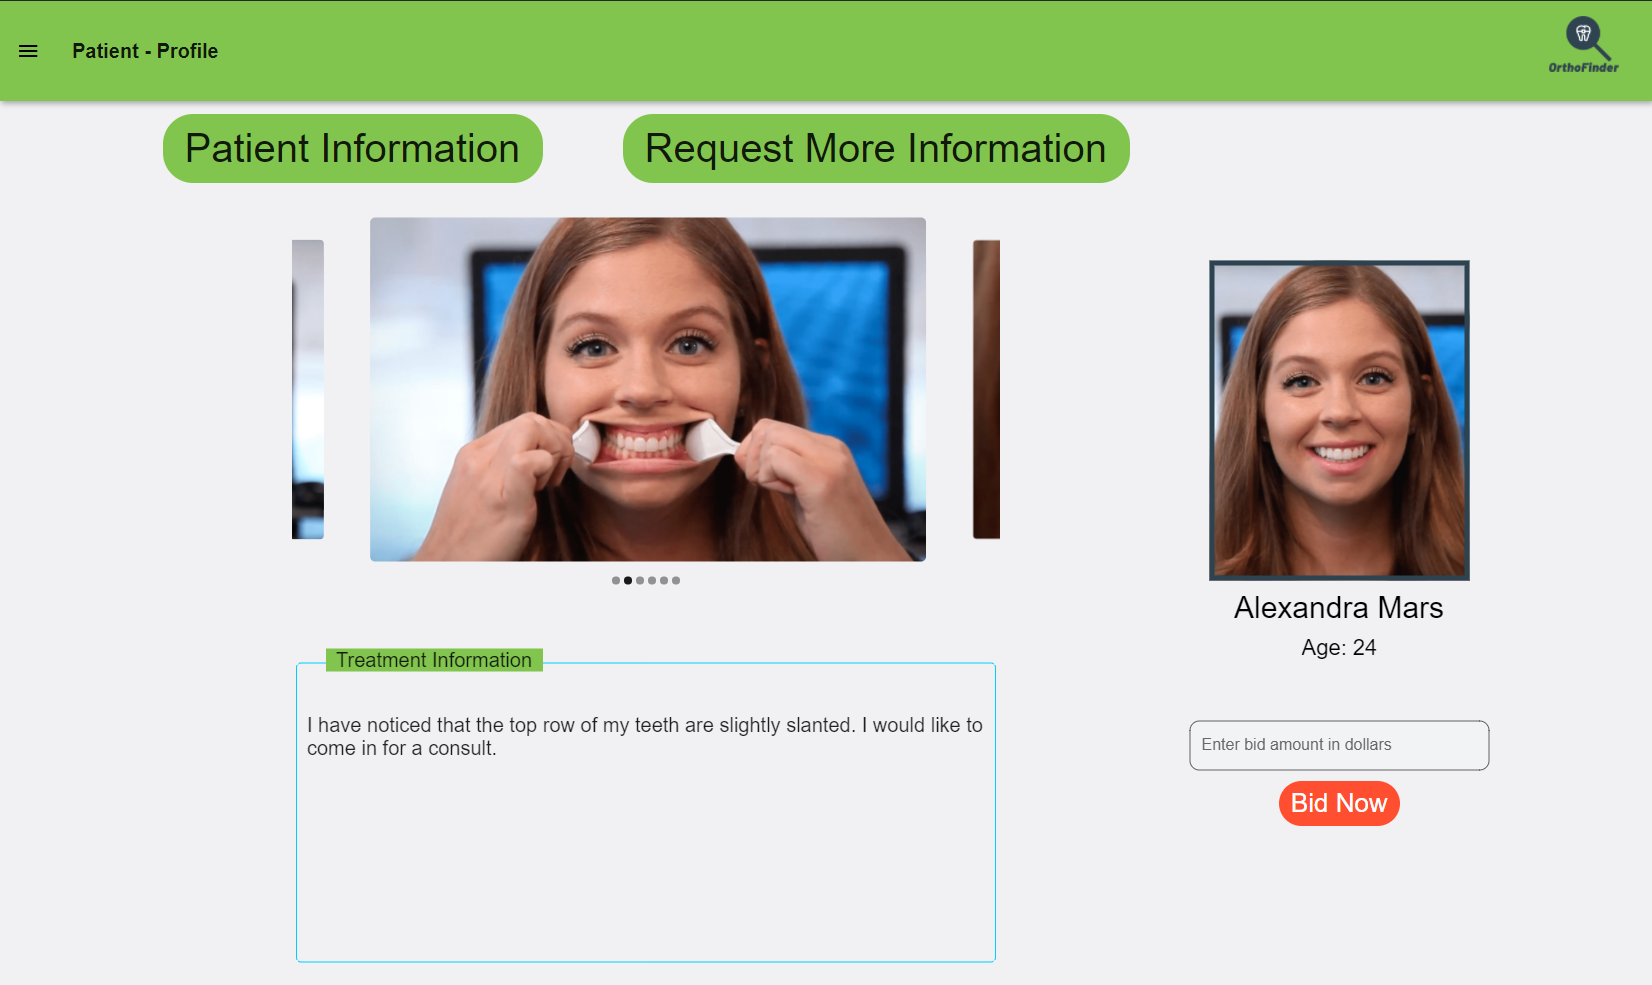 Patient - Profile
OrthoFinder
Patient Information
Request More Information
Alexandra Mars
Age: 24
Treatment Information
I have noticed that the top row of my teeth are slightly slanted. I would like to
come in for a consult.
Enter bid amount in dollars
Bid Now